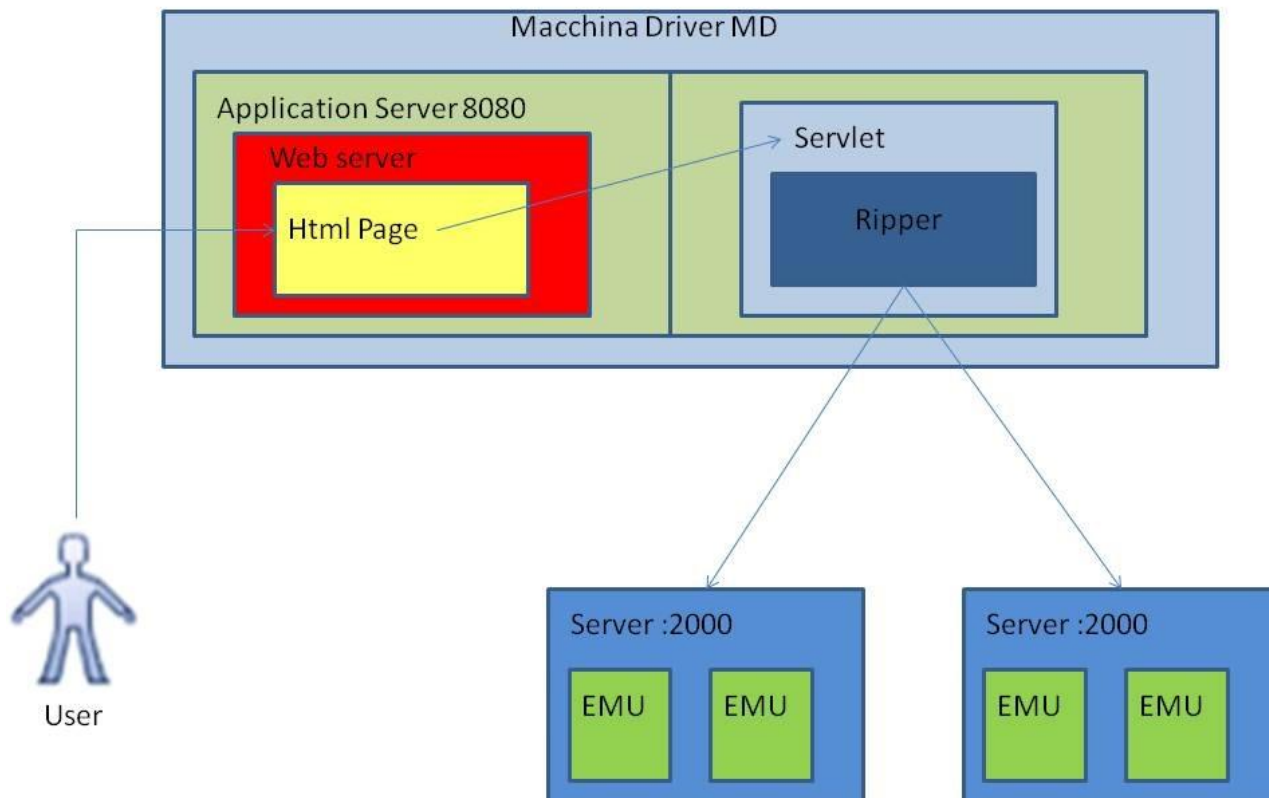 Macchina Driver MD
Application Server 8080
Web server
Html Page
Servlet
Ripper
User
Server :2000
EMU
EMU
Server :2000
EMU
EMU